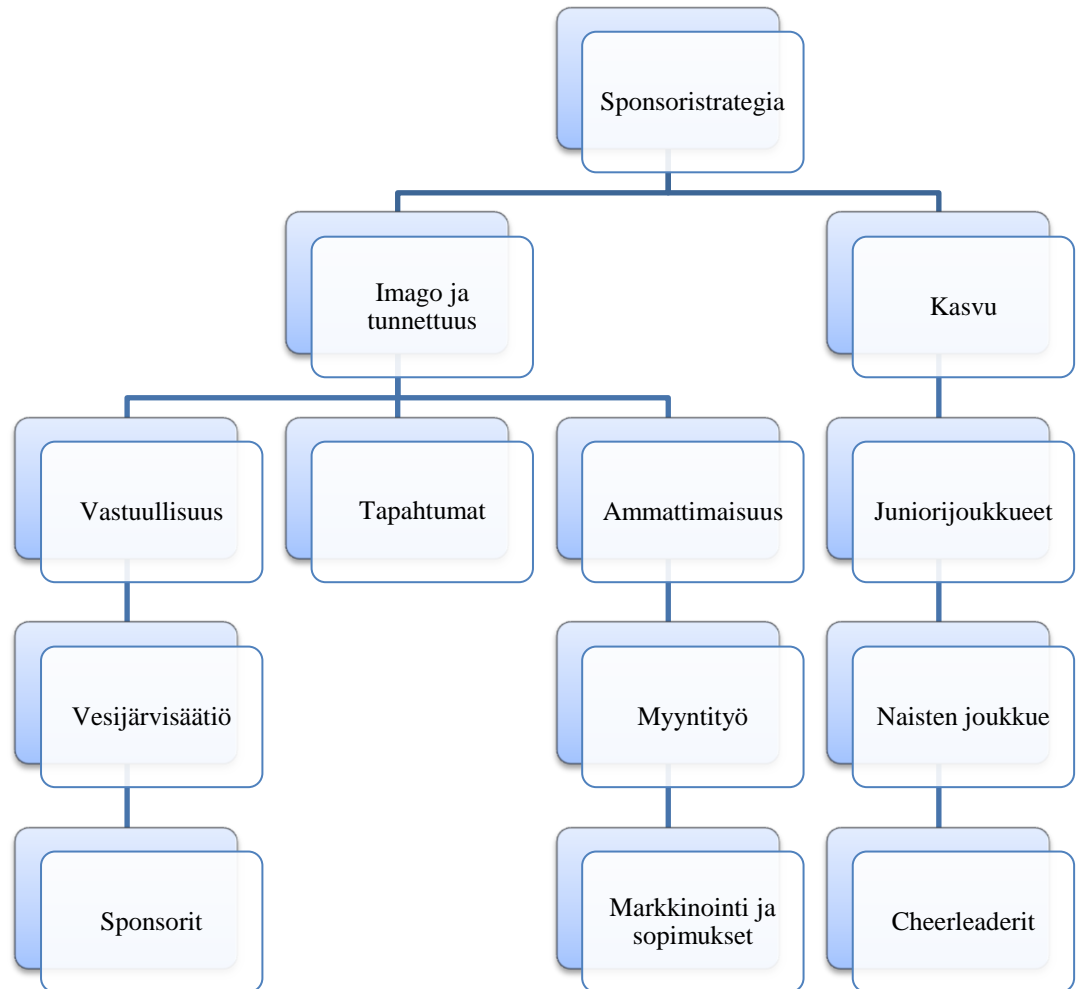 Sponsoristrategia
Imago ja
tunnettuus
Kasvu
Vastuullisuus
Tapahtumat
Ammattimaisuus
Juniorijoukkueet
Vesijärvisäätiö
Myyntityö
Naisten joukkue
Sponsorit
Markkinointi ja
sopimukset
Cheerleaderit